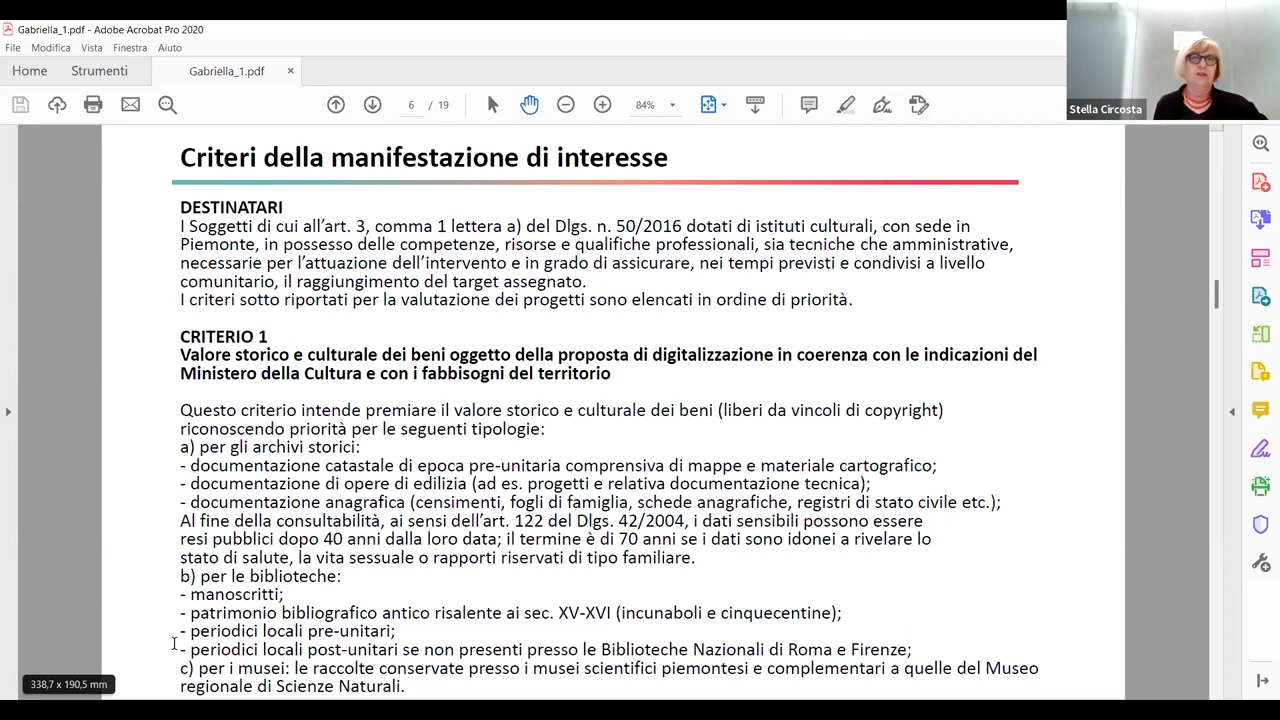 Gabriella_1.pdf - Adobe Acrobat Pro 2020
File Modifica Vista Finestra Aiuto
Home Strumenti Gabriella_1.pdf ×
6 / 19 84%
Stella Circosta
Criteri della manifestazione di interesse
DESTINATARI
I Soggetti di cui all’art. 3, comma 1 lettera a) del Dlgs. n. 50/2016 dotati di istituti culturali, con sede in
Piemonte, in possesso delle competenze, risorse e qualifiche professionali, sia tecniche che amministrative,
necessarie per l’attuazione dell’intervento e in grado di assicurare, nei tempi previsti e condivisi a livello
comunitario, il raggiungimento del target assegnato.
I criteri sotto riportati per la valutazione dei progetti sono elencati in ordine di priorità.
CRITERIO 1
Valore storico e culturale dei beni oggetto della proposta di digitalizzazione in coerenza con le indicazioni del
Ministero della Cultura e con i fabbisogni del territorio
Questo criterio intende premiare il valore storico e culturale dei beni (liberi da vincoli di copyright)
riconoscendo priorità per le seguenti tipologie:
a) per gli archivi storici:
- documentazione catastale di epoca pre-unitaria comprensiva di mappe e materiale cartografico;
- documentazione di opere di edilizia (ad es. progetti e relativa documentazione tecnica);
- documentazione anagrafica (censimenti, fogli di famiglia, schede anagrafiche, registri di stato civile etc.);
Al fine della consultabilità, ai sensi dell’art. 122 del Dlgs. 42/2004, i dati sensibili possono essere
resi pubblici dopo 40 anni dalla loro data; il termine è di 70 anni se i dati sono idonei a rivelare lo
stato di salute, la vita sessuale o rapporti riservati di tipo familiare.
b) per le biblioteche:
- manoscritti;
- patrimonio bibliografico antico risalente ai sec. XV-XVI (incunaboli e cinquecentine);
- periodici locali pre-unitari;
- periodici locali post-unitari se non presenti presso le Biblioteche Nazionali di Roma e Firenze;
c) per i musei: le raccolte conservate presso i musei scientifici piemontesi e complementari a quelle del Museo
regionale di Scienze Naturali.
338,7 x 190,5 mm